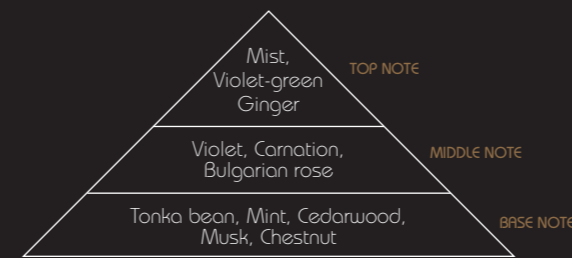 Mist,
Violet-green
Ginger
TOP NOTE
Violet, Carnation,
Bulgarian rose
MIDDLE NOTE
Tonka bean, Mint, Cedarwood,
Musk, Chestnut
BASE NOTE